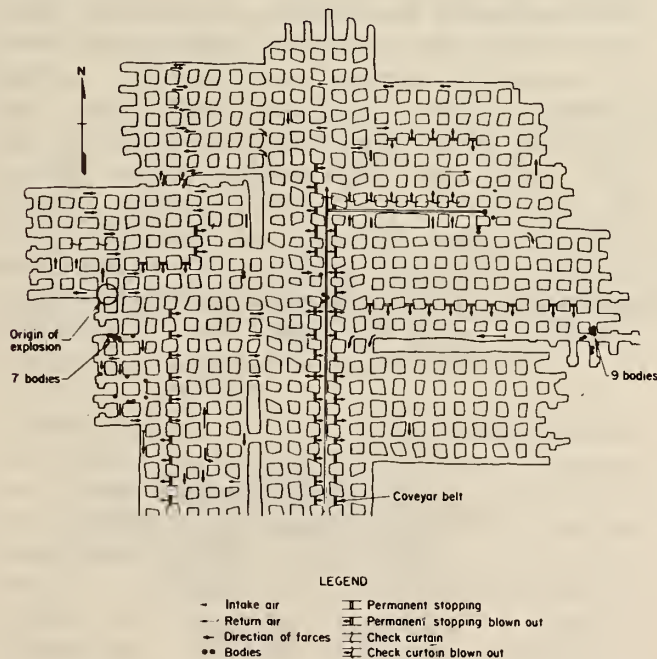 N
Origin of
explosion
7 bodies
9 bodies
Coveyar belt
LEGEND
Intake air
Return air
Direction of farces
Bodies
Permanent stopping
Permanent stopping blown out
Check curtain
Check curtain blown out